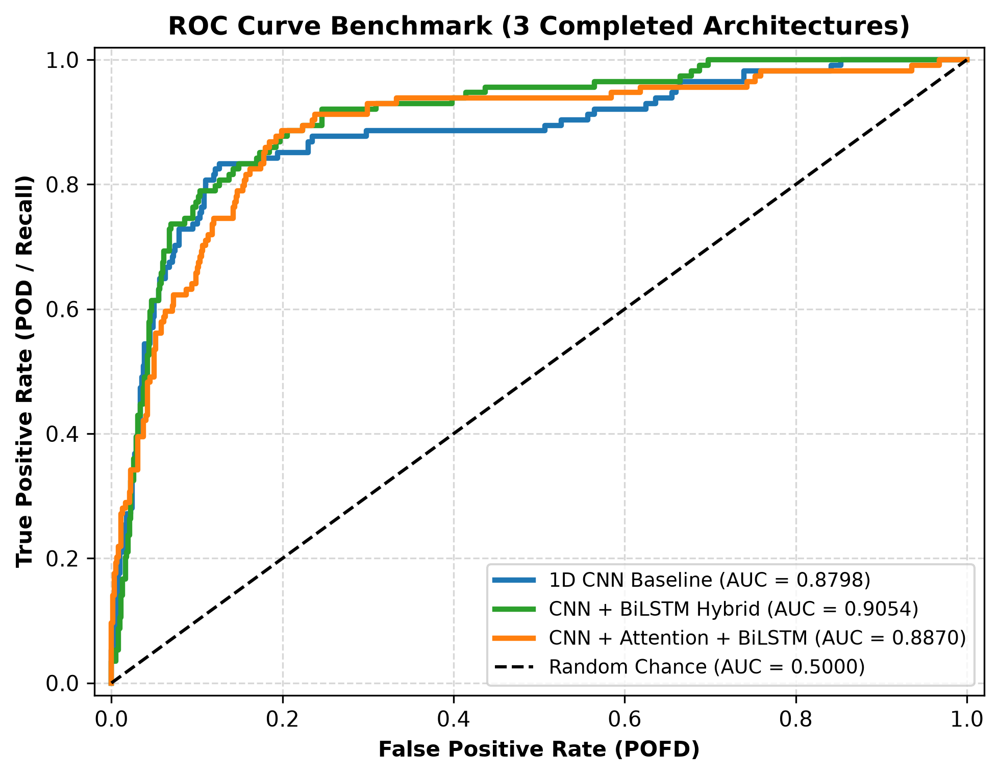 ROC Curve Benchmark (3 Completed Architectures)
True Positive Rate (POD / Recall)
1.0
0.8
0.6
0.4
0.2
0.0
1D CNN Baseline (AUC = 0.8798)
CNN + BiLSTM Hybrid (AUC = 0.9054)
CNN + Attention + BiLSTM (AUC = 0.8870)
Random Chance (AUC = 0.5000)
0.0 0.2 0.4 0.6 0.8 1.0
False Positive Rate (POFD)